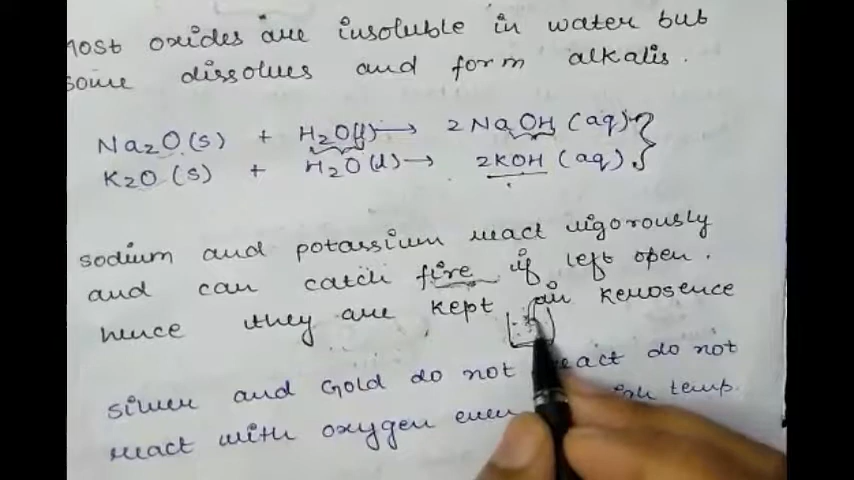 Most oxides are insoluble in water but
some dissolves and form alkalis.
Na2O(s) + H2O(l) → 2NaOH (aq)
K2O (s) + H2O(l) → 2KOH (aq)
sodium and potassium react vigorously
and can catch fire if left open.
hence they are kept in kerosence
silver and Gold do not react do not
react with oxygen even temp.